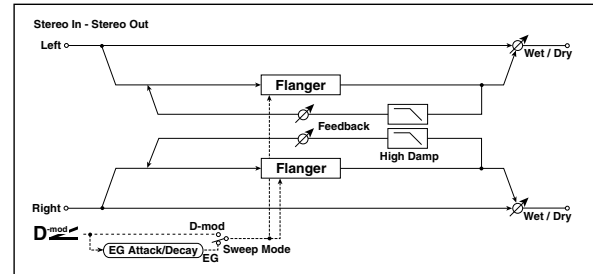 Stereo In - Stereo Out
Left
Wet / Dry
Flanger
Feedback
High Damp
Flanger
Right
Wet / Dry
D-mod
D-mod
EG Attack/Decay
EG
Sweep Mode